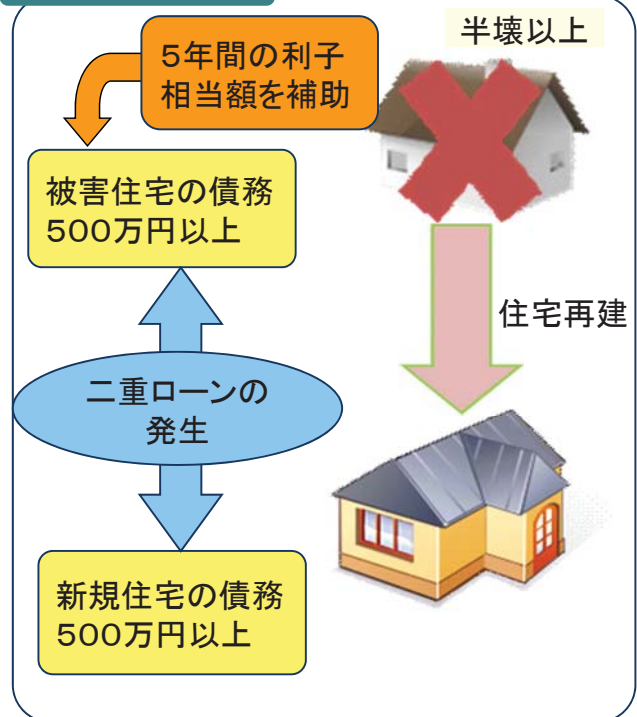 5年間の利子
相当額を補助
半壊以上
被害住宅の債務
500万円以上
住宅再建
二重ローンの
発生
新規住宅の債務
500万円以上